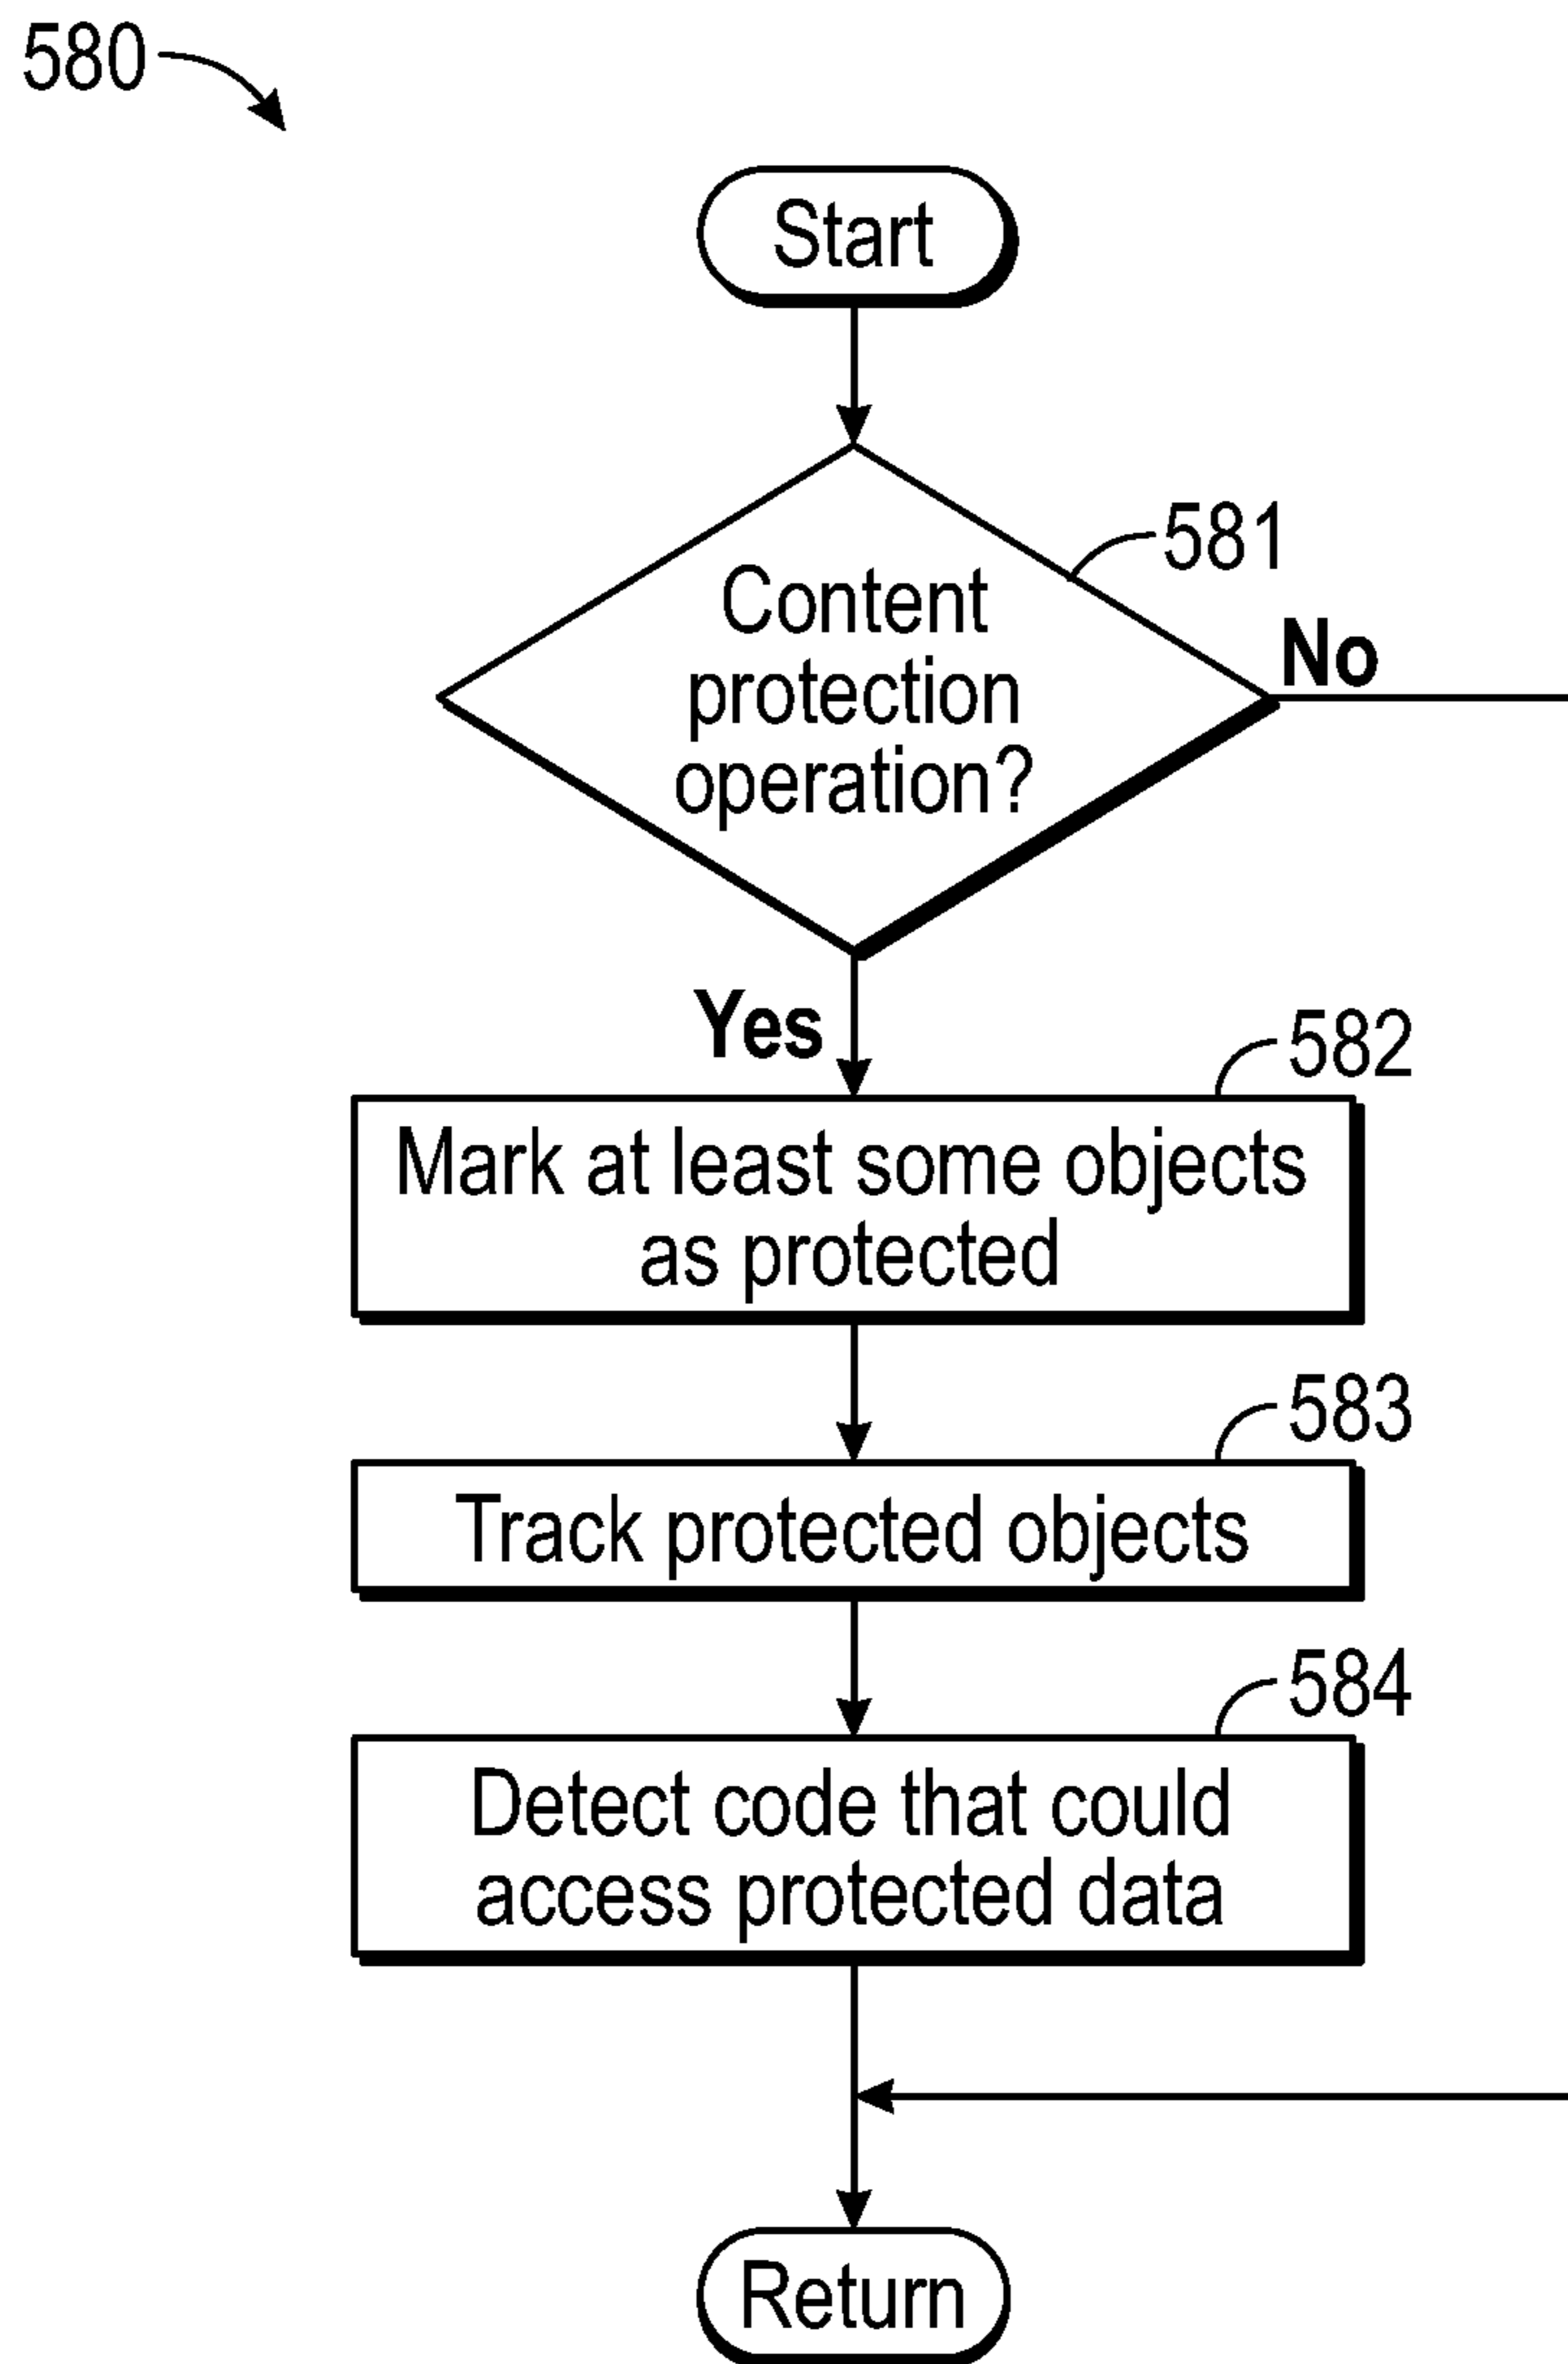 580
Start
581
Content
protection
operation?
No
Yes
582
Mark at least some objects
as protected
583
Track protected objects
584
Detect code that could
access protected data
Return